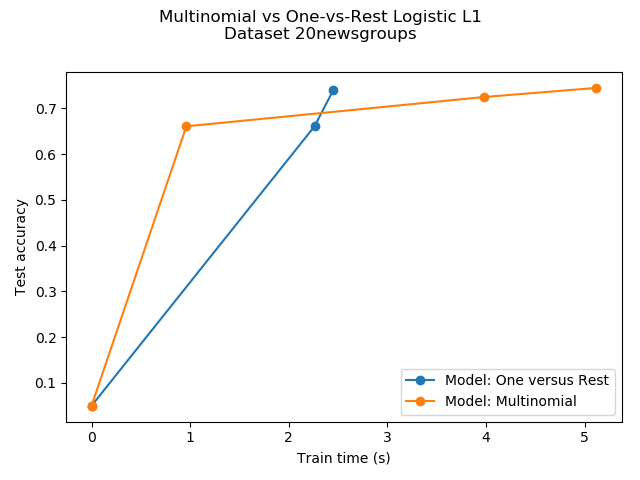 Multinomial vs One-vs-Rest Logistic L1
Dataset 20newsgroups
0.7
0.6
0.5
0.4
0.3
0.2
0.1
Test accuracy
Model: One versus Rest
Model: Multinomial
0 1 2 3 4 5
Train time (s)